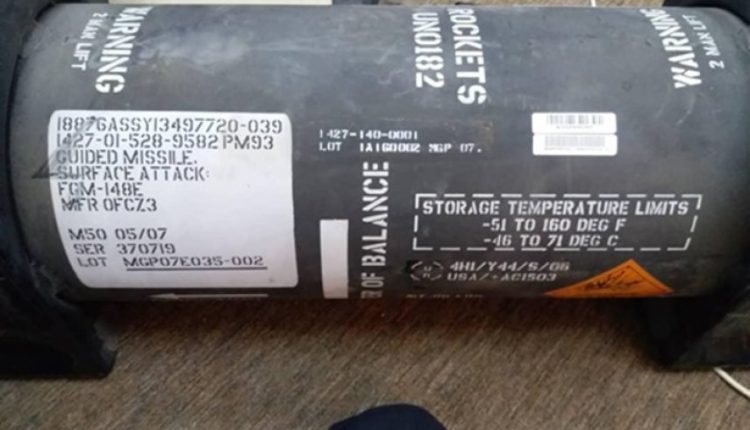 WARNING
2 MAN LIFT
ROCKETS
UN0182
WARNING
2 MAN LIFT
18876ASSY13497720-039
1427-01-528-9582 PM93
GUIDED MISSILE.
SURFACE ATTACK:
FGM-148E
MFR 0FCZ3
M50 05/07
SER 370719
LOT MGP07E035-002
1427-140-0001
LOT 1A1G0002 MGP 07.
OF BALANCE
STORAGE TEMPERATURE LIMITS
-51 TO 160 DEG F
-46 TO 71 DEG C
4H1/Y44/S/06
USA/+AC1503